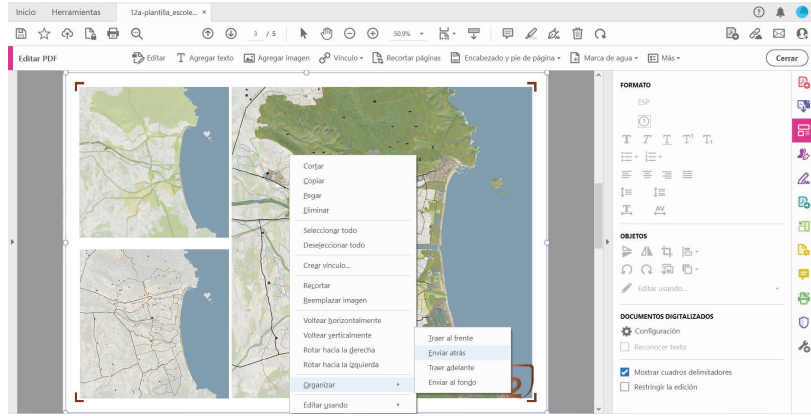 Inicio Herramientas 12a-plantilla_escole... ×
3 / 5 50.9%
Editar PDF Editar Agregar texto Agregar imagen Vínculo Recortar páginas Encabezado y pie de página Marca de agua Más Cerrar
FORMATO
ESP
T T T T¹ T₁
T AV
OBJETOS
Editar usando...
DOCUMENTOS DIGITALIZADOS
Configuración
Reconocer texto
Mostrar cuadros delimitadores
Restringir la edición
Cortar
Copiar
Pegar
Eliminar
Seleccionar todo
Deseleccionar todo
Crear vínculo...
Recortar
Reemplazar imagen
Voltear horizontalmente
Voltear verticalmente
Rotar hacia la derecha
Rotar hacia la izquierda
Organizar
Editar usando
Traer al frente
Enviar atrás
Traer adelante
Enviar al fondo
2